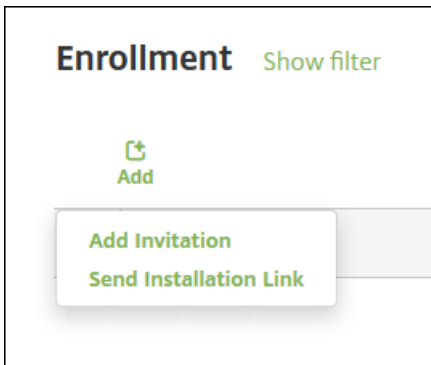 Enrollment Show filter
Add
Add Invitation
Send Installation Link